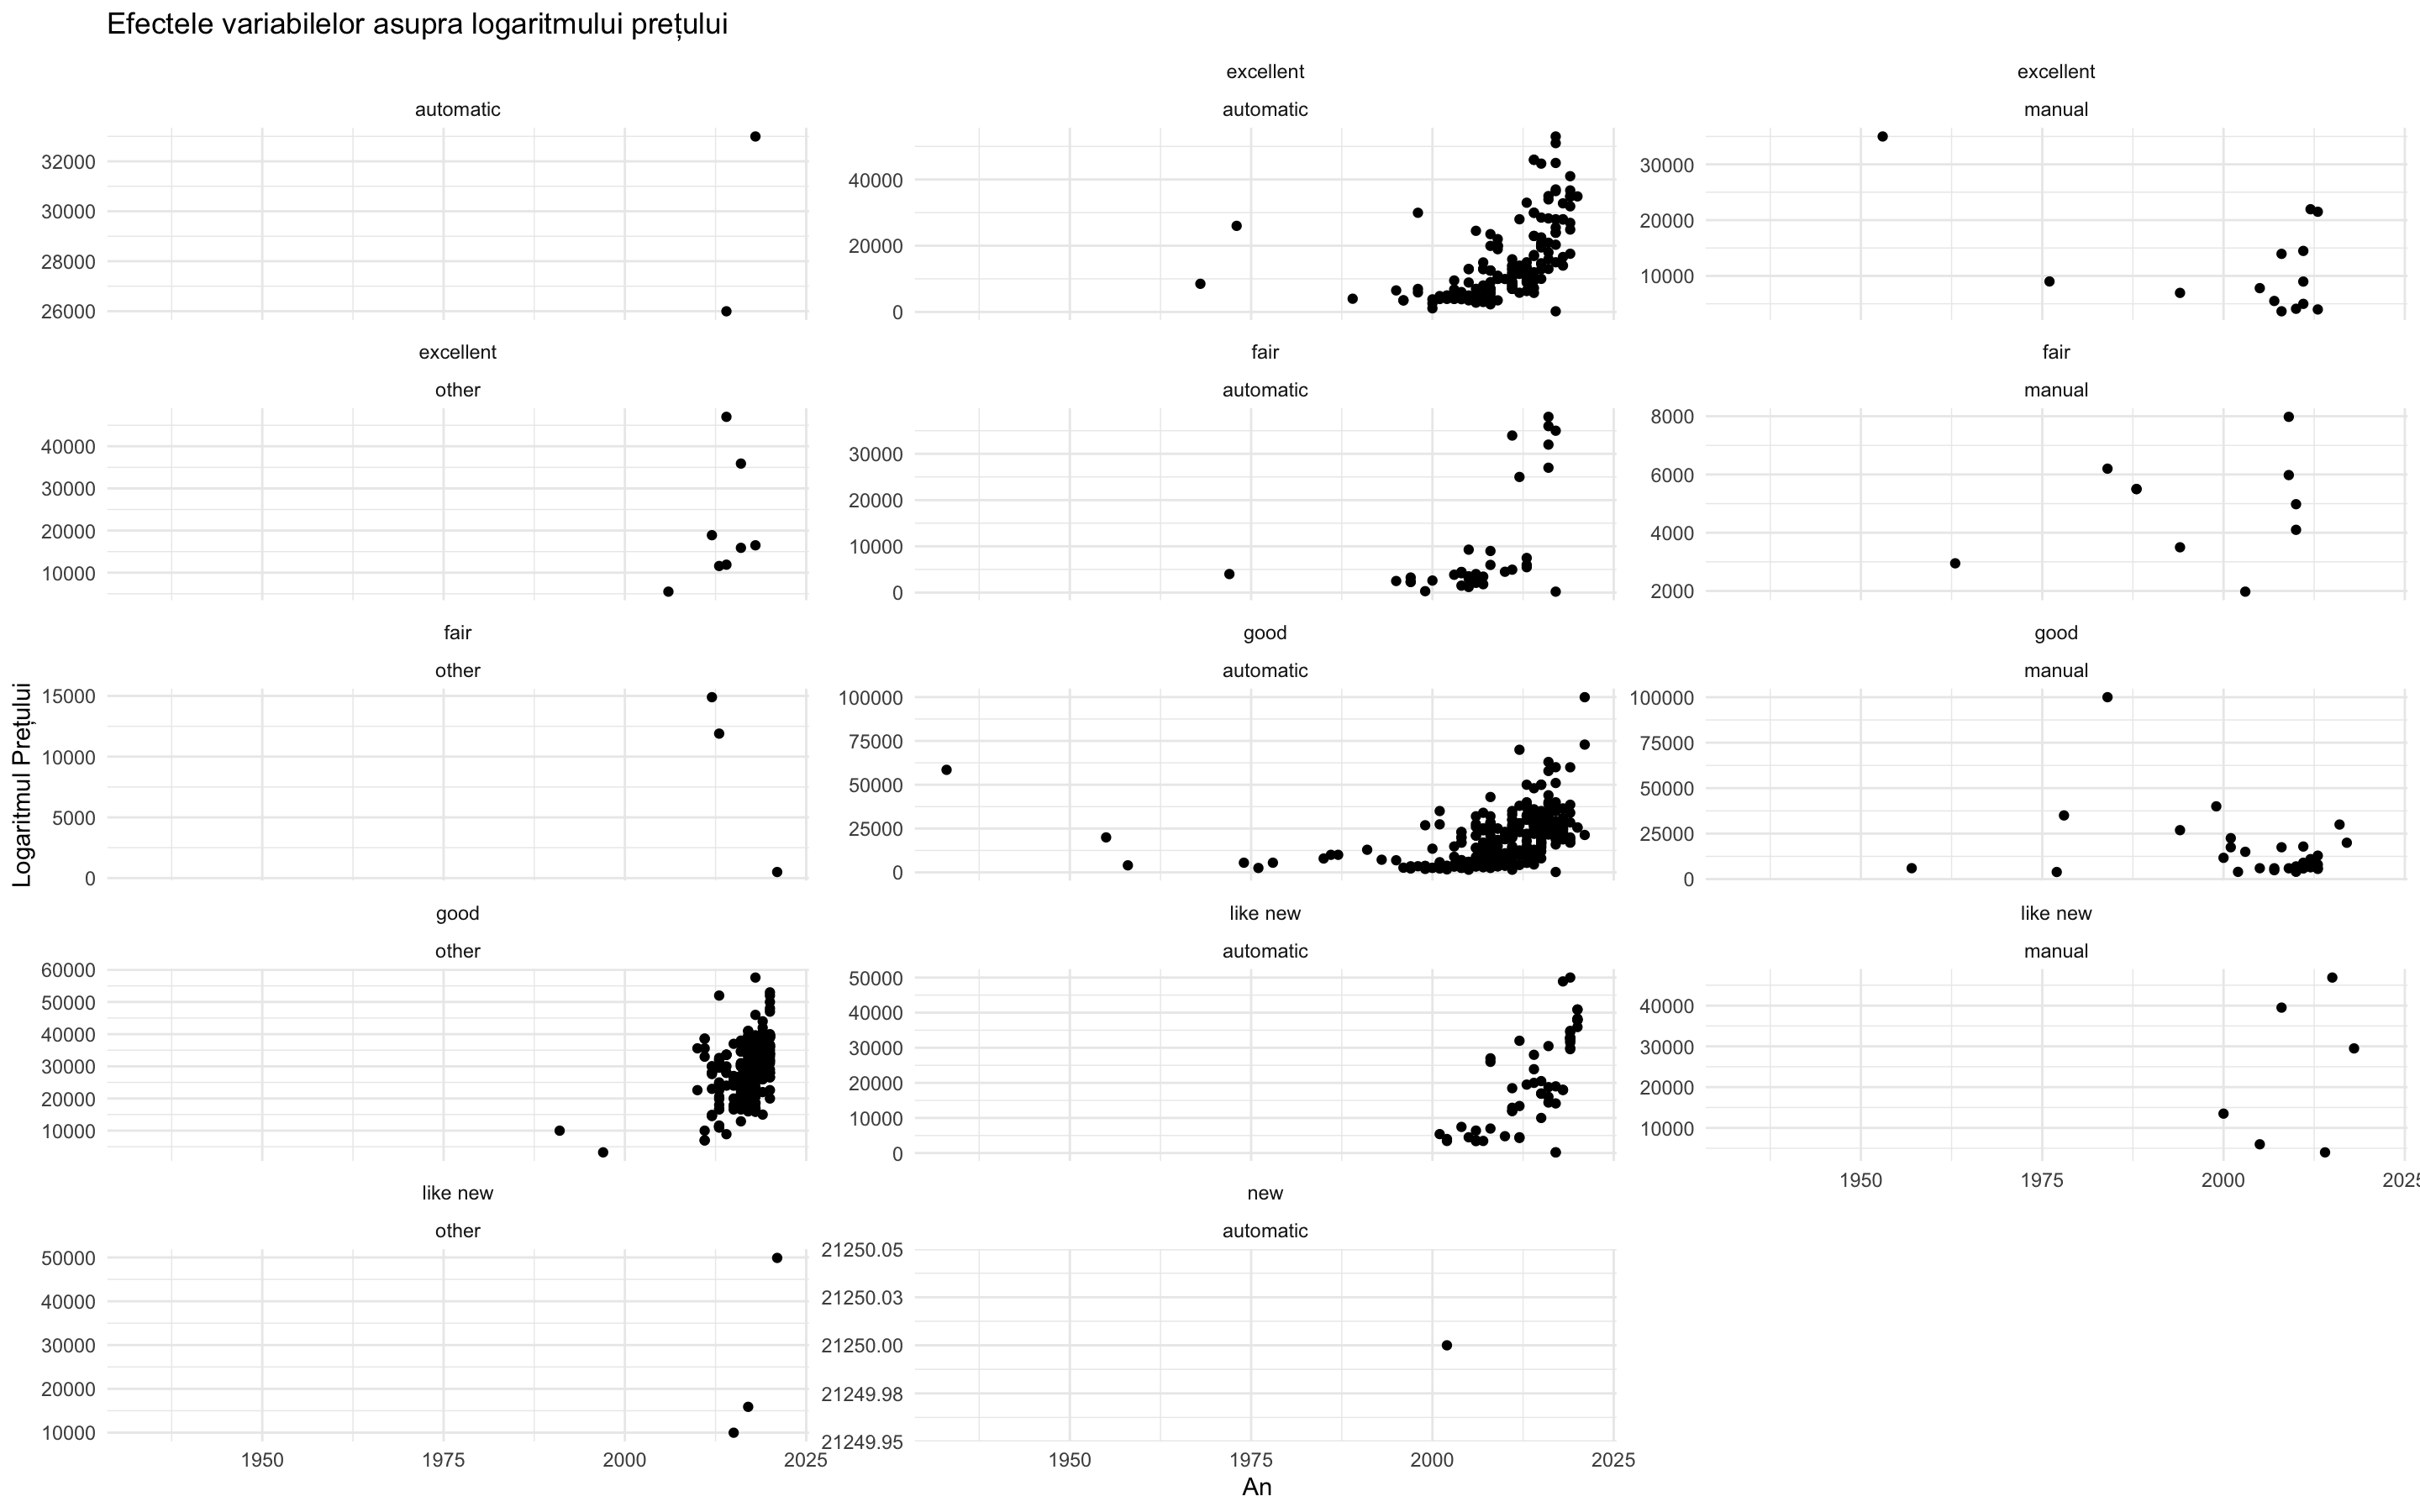 Efectele variabilelor asupra logaritmului prețului
automatic
32000
30000
28000
26000
excellent
automatic
40000
20000
0
excellent
manual
30000
20000
10000
excellent
other
40000
30000
20000
10000
fair
automatic
30000
20000
10000
0
fair
manual
8000
6000
4000
2000
fair
other
15000
10000
5000
0
good
automatic
100000
75000
50000
25000
0
good
manual
100000
75000
50000
25000
0
good
other
60000
50000
40000
30000
20000
10000
like new
automatic
50000
40000
30000
20000
10000
0
like new
manual
40000
30000
20000
10000
1950 1975 2000 2025
like new
other
50000
40000
30000
20000
10000
1950 1975 2000 2025
new
automatic
21250.05
21250.03
21250.00
21249.98
21249.95
1950 1975 2000 2025
An
Logaritmul Prețului